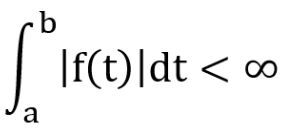 ∫ₐᵇ |f(t)|dt < ∞